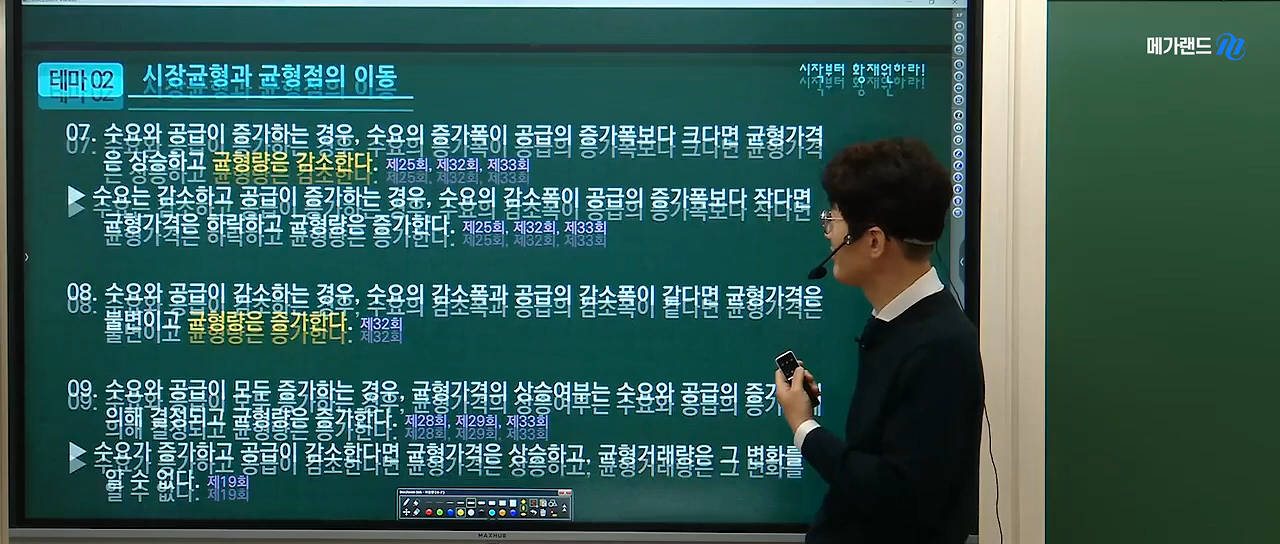 메가랜드
테마 02 시장균형과 균형점의 이동
시작부터 황재원하라!
07. 수요와 공급이 증가하는 경우, 수요의 증가폭이 공급의 증가폭보다 크다면 균형가격
은 상승하고 균형량은 감소한다. 제25회, 제32회, 제33회
▶ 수요는 감소하고 공급이 증가하는 경우, 수요의 감소폭이 공급의 증가폭보다 작다면
균형가격은 하락하고 균형량은 증가한다. 제25회, 제32회, 제33회
08. 수요와 공급이 감소하는 경우, 수요의 감소폭과 공급의 감소폭이 같다면 균형가격은
불변이고 균형량은 증가한다. 제32회
09. 수요와 공급이 모두 증가하는 경우, 균형가격의 상승여부는 수요와 공급의 증가
의해 결정되고 균형량은 증가한다. 제28회, 제29회, 제33회
▶ 수요가 증가하고 공급이 감소한다면 균형가격은 상승하고, 균형거래량은 그 변화를
알 수 없다. 제19회
MAXHUB